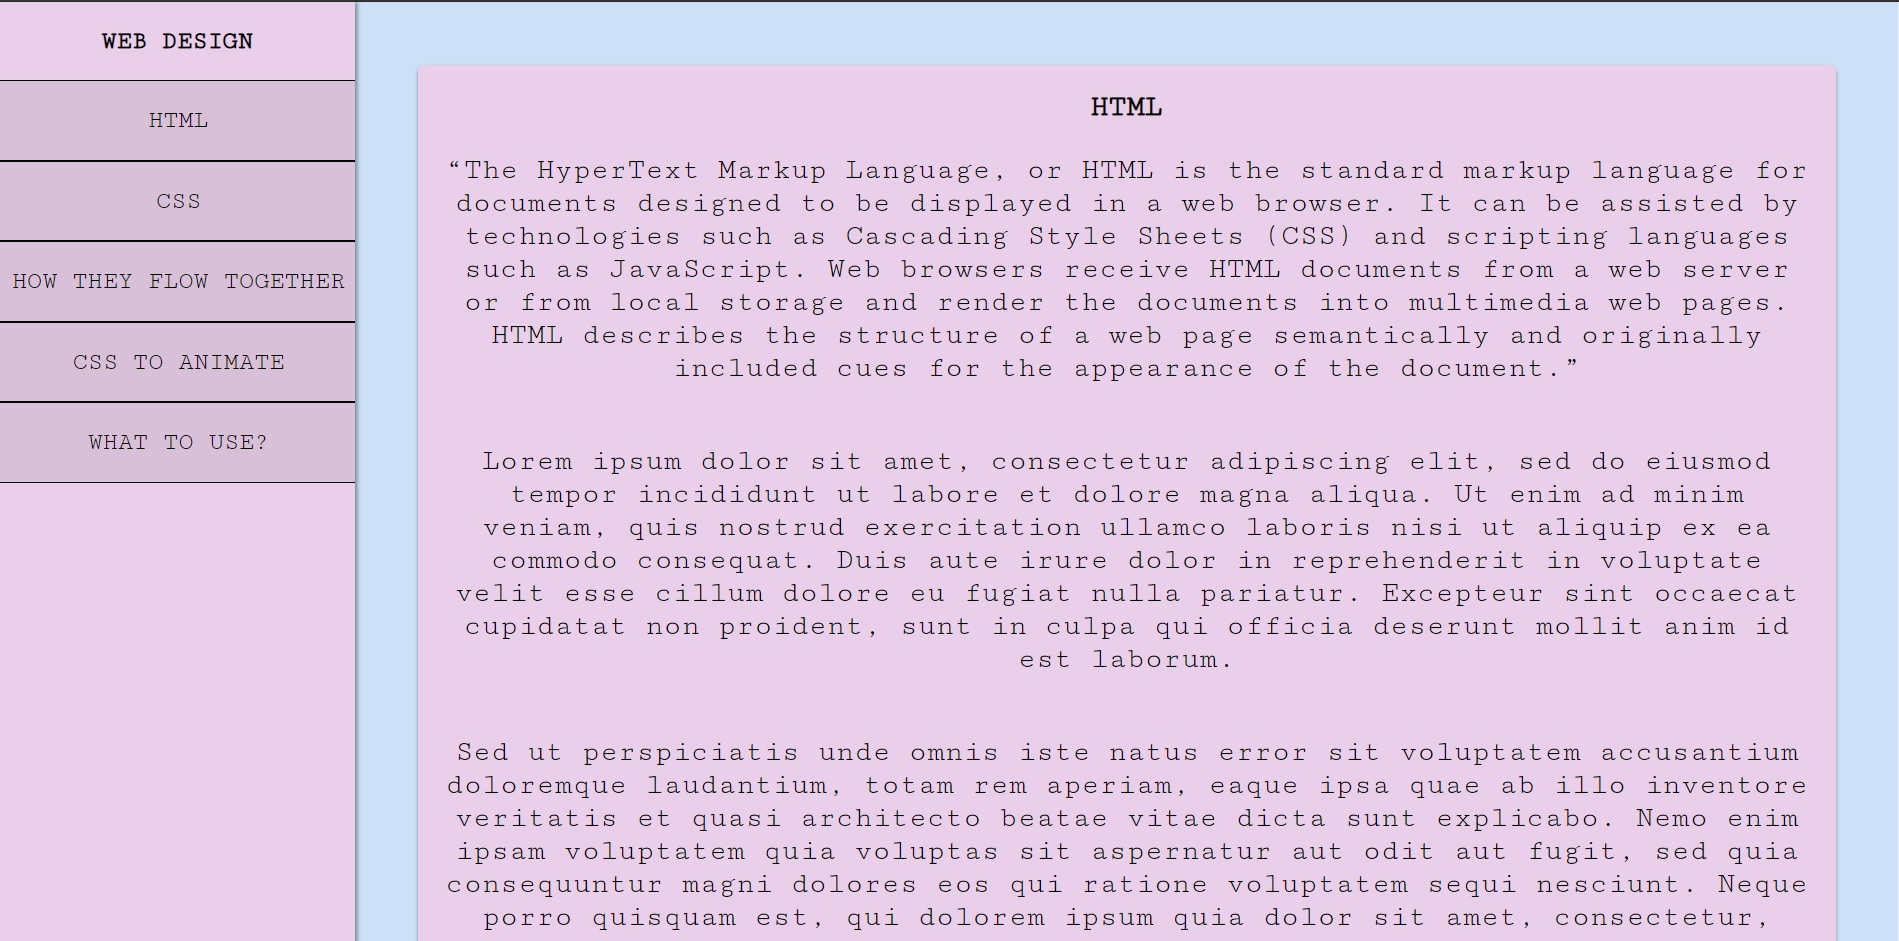 WEB DESIGN
HTML
CSS
HOW THEY FLOW TOGETHER
CSS TO ANIMATE
WHAT TO USE?
HTML
“The HyperText Markup Language, or HTML is the standard markup language for
documents designed to be displayed in a web browser. It can be assisted by
technologies such as Cascading Style Sheets (CSS) and scripting languages
such as JavaScript. Web browsers receive HTML documents from a web server
or from local storage and render the documents into multimedia web pages.
HTML describes the structure of a web page semantically and originally
included cues for the appearance of the document.”
Lorem ipsum dolor sit amet, consectetur adipiscing elit, sed do eiusmod
tempor incididunt ut labore et dolore magna aliqua. Ut enim ad minim
veniam, quis nostrud exercitation ullamco laboris nisi ut aliquip ex ea
commodo consequat. Duis aute irure dolor in reprehenderit in voluptate
velit esse cillum dolore eu fugiat nulla pariatur. Excepteur sint occaecat
cupidatat non proident, sunt in culpa qui officia deserunt mollit anim id
est laborum.
Sed ut perspiciatis unde omnis iste natus error sit voluptatem accusantium
doloremque laudantium, totam rem aperiam, eaque ipsa quae ab illo inventore
veritatis et quasi architecto beatae vitae dicta sunt explicabo. Nemo enim
ipsam voluptatem quia voluptas sit aspernatur aut odit aut fugit, sed quia
consequuntur magni dolores eos qui ratione voluptatem sequi nesciunt. Neque
porro quisquam est, qui dolorem ipsum quia dolor sit amet, consectetur,